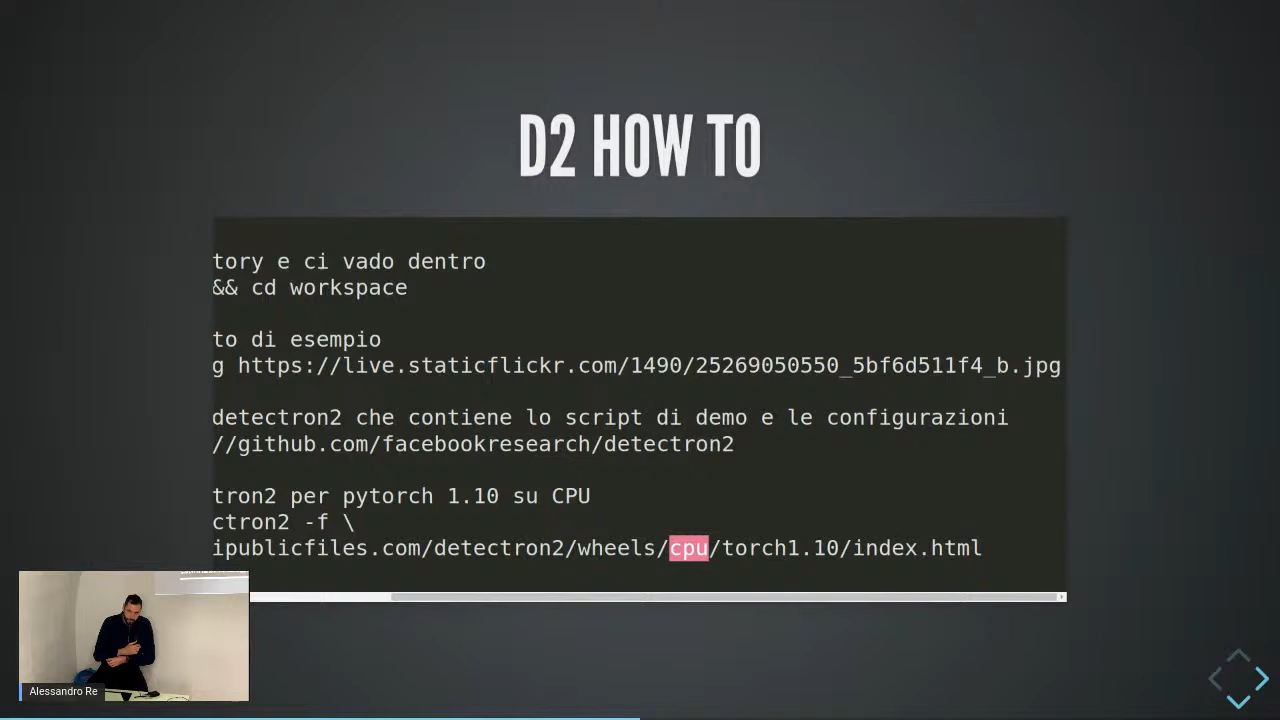 D2 HOW TO
tory e ci vado dentro
&& cd workspace
to di esempio
g https://live.staticflickr.com/1490/25269050550_5bf6d511f4_b.jpg
detectron2 che contiene lo script di demo e le configurazioni
//github.com/facebookresearch/detectron2
tron2 per pytorch 1.10 su CPU
ctron2 -f \
ipublicfiles.com/detectron2/wheels/cpu/torch1.10/index.html
Alessandro Re